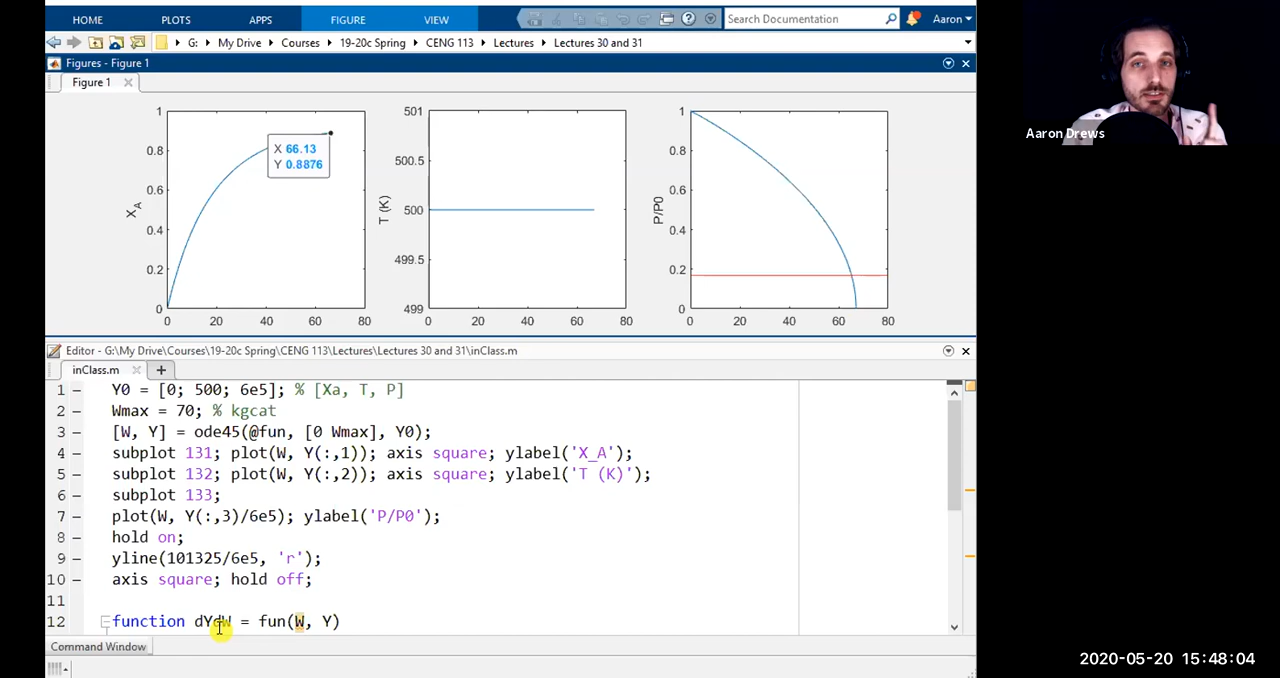 HOME PLOTS APPS FIGURE VIEW Search Documentation Aaron
G: My Drive Courses 19-20c Spring CENG 113 Lectures Lectures 30 and 31
Figures - Figure 1
Figure 1
1 0.8 0.6 0.4 0.2 0
X_A
X 66.13
Y 0.8876
0 20 40 60 80
501 500.5 500 499.5 499
T (K)
0 20 40 60 80
1 0.8 0.6 0.4 0.2 0
P/P0
0 20 40 60 80
Aaron Drews
Editor - G:\My Drive\Courses\19-20c Spring\CENG 113\Lectures\Lectures 30 and 31\inClass.m
inClass.m
1 Y0 = [0; 500; 6e5]; % [Xa, T, P]
2 Wmax = 70; % kgcat
3 [W, Y] = ode45(@fun, [0 Wmax], Y0);
4 subplot 131; plot(W, Y(:,1)); axis square; ylabel('X_A');
5 subplot 132; plot(W, Y(:,2)); axis square; ylabel('T (K)');
6 subplot 133;
7 plot(W, Y(:,3)/6e5); ylabel('P/P0');
8 hold on;
9 yline(101325/6e5, 'r');
10 axis square; hold off;
11
12 function dYdW = fun(W, Y)
Command Window
2020-05-20 15:48:04